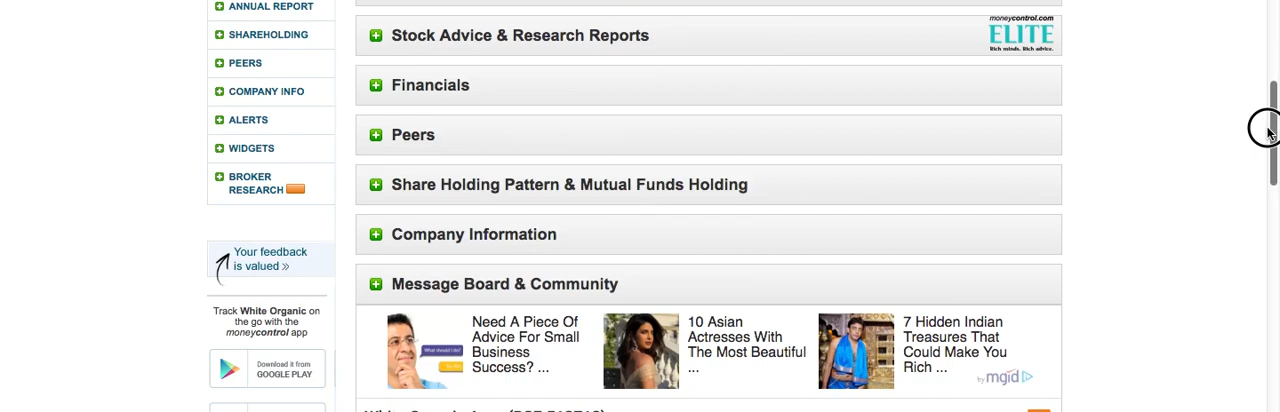 ANNUAL REPORT
SHAREHOLDING
PEERS
COMPANY INFO
ALERTS
WIDGETS
BROKER
RESEARCH
Your feedback
is valued »
Track White Organic on
the go with the
moneycontrol app
Download it from
GOOGLE PLAY
Stock Advice & Research Reports
moneycontrol.com
ELITE
Rich minds. Rich advice.
Financials
Peers
Share Holding Pattern & Mutual Funds Holding
Company Information
Message Board & Community
What should I do?
Need A Piece Of
Advice For Small
Business
Success? ...
10 Asian
Actresses With
The Most Beautiful
...
7 Hidden Indian
Treasures That
Could Make You
Rich ...
by mgid